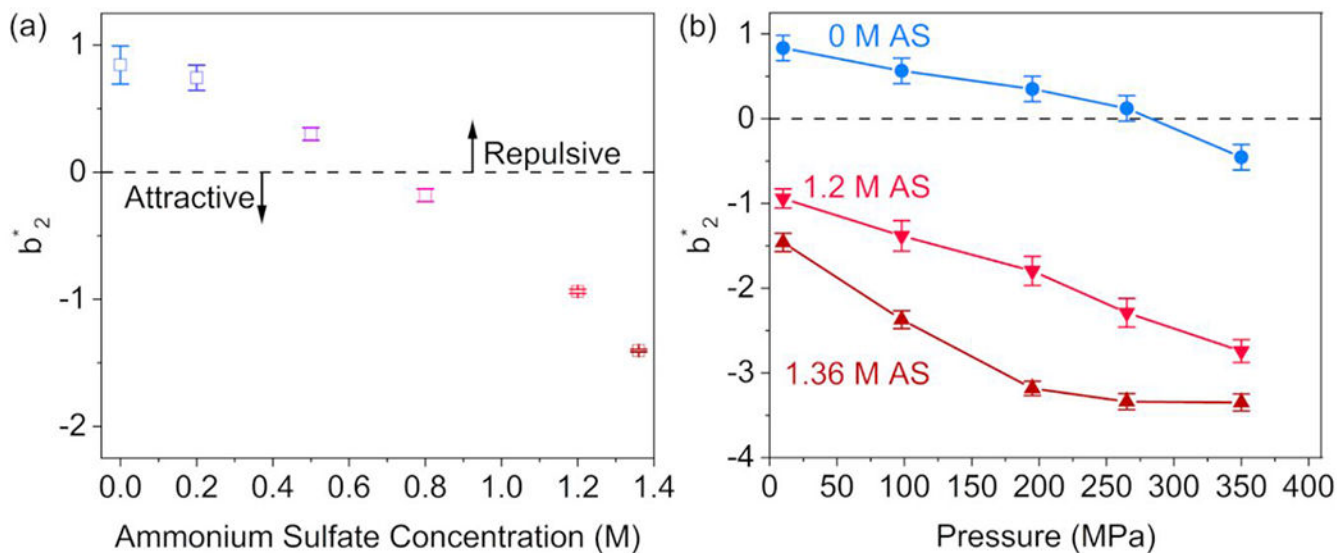 (a)
1
0
-1
-2
b*2
Repulsive
Attractive
0.0 0.2 0.4 0.6 0.8 1.0 1.2 1.4
Ammonium Sulfate Concentration (M)
(b)
1
0
-1
-2
-3
-4
b*2
0 M AS
1.2 M AS
1.36 M AS
0 50 100 150 200 250 300 350 400
Pressure (MPa)